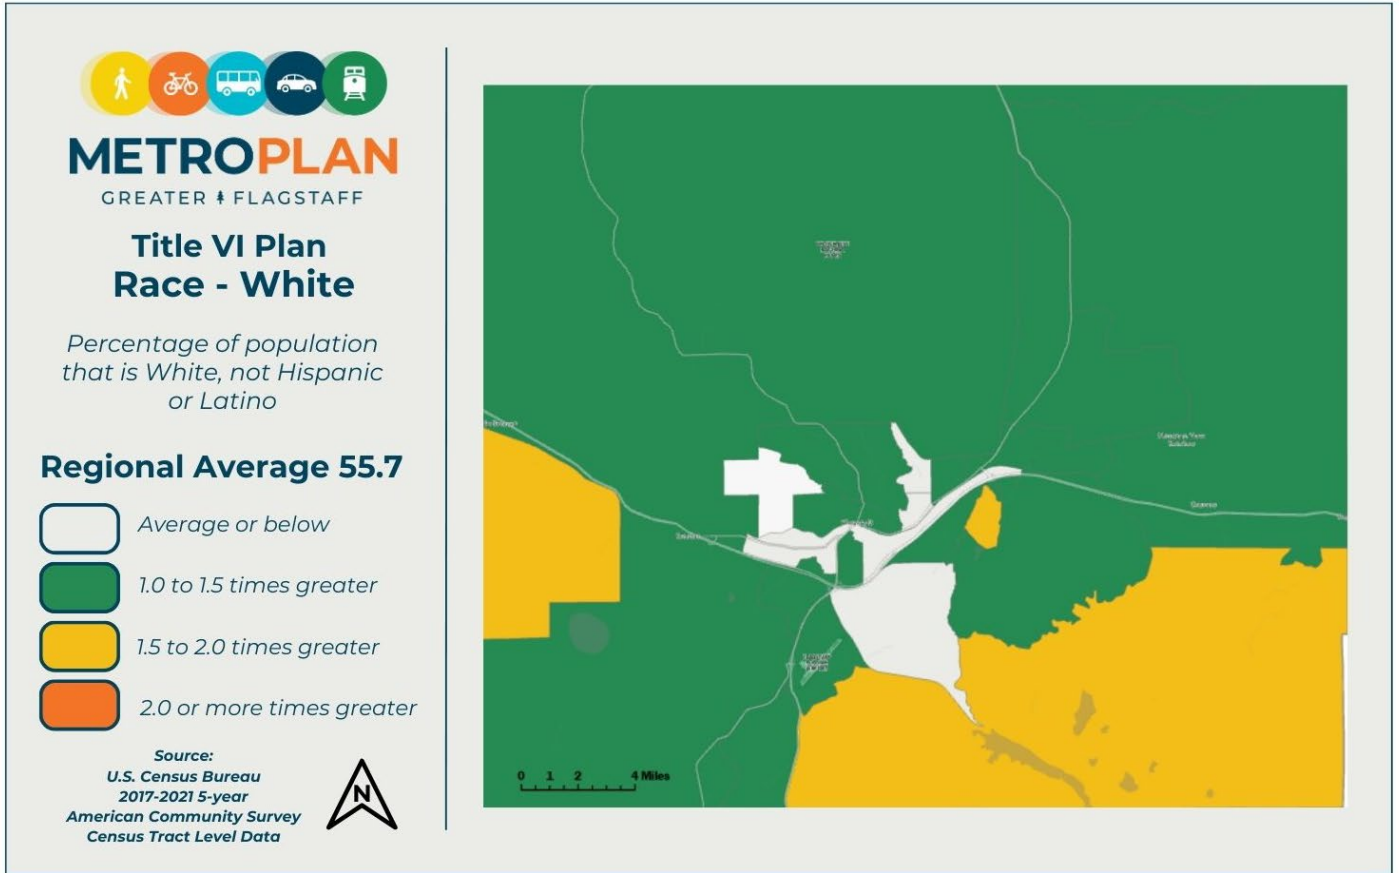 METROPLAN
GREATER FLAGSTAFF
Title VI Plan
Race - White
Percentage of population
that is White, not Hispanic
or Latino
Regional Average 55.7
Average or below
1.0 to 1.5 times greater
1.5 to 2.0 times greater
2.0 or more times greater
Source:
U.S. Census Bureau
2017-2021 5-year
American Community Survey
Census Tract Level Data
N
0 1 2 4 Miles